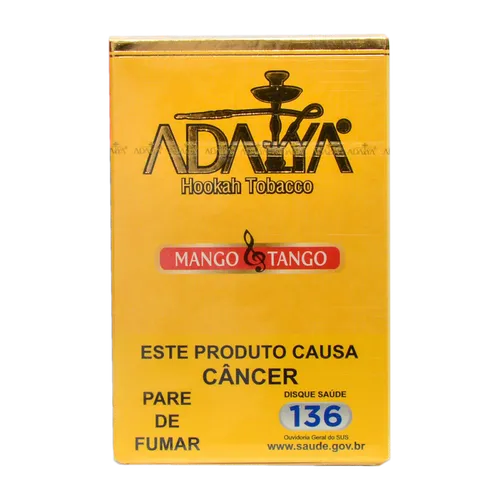 ADALYA®
Hookah Tobacco
MANGO TANGO
ESTE PRODUTO CAUSA
CÂNCER
PARE
DE
FUMAR
DISQUE SAÚDE
136
Ouvidoria Geral do SUS
www.saude.gov.br